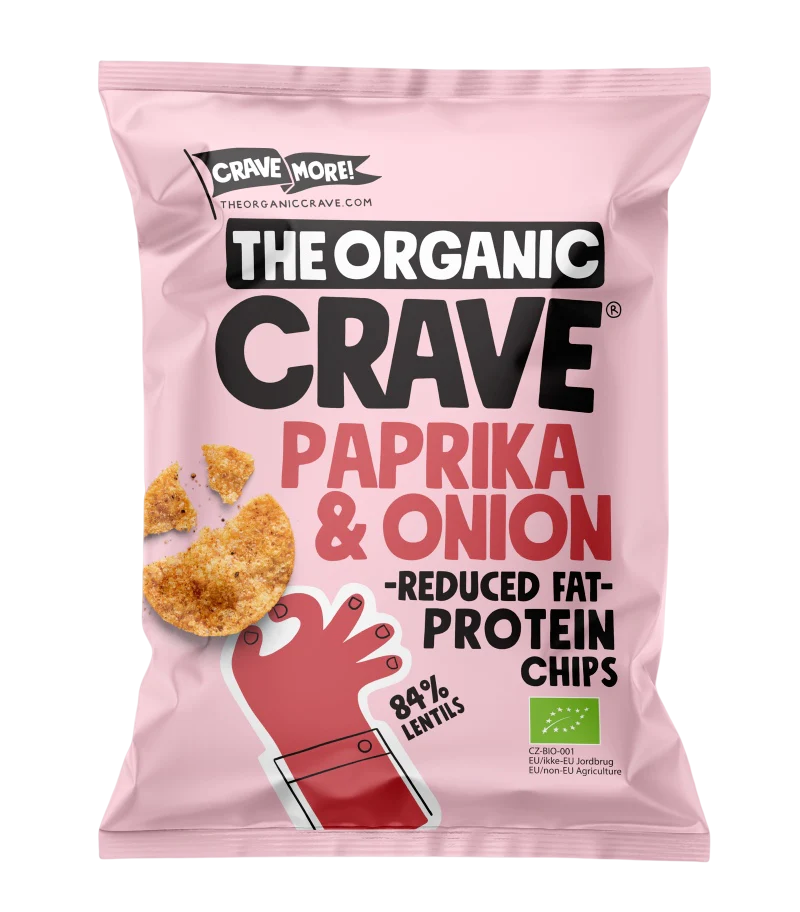 CRAVE MORE!
THEORGANICCRAVE.COM
THE ORGANIC
CRAVE®
PAPRIKA
& ONION
-REDUCED FAT-
PROTEIN
CHIPS
84%
LENTILS
CZ-BIO-001
EU/ikke-EU Jordbrug
EU/non-EU Agriculture